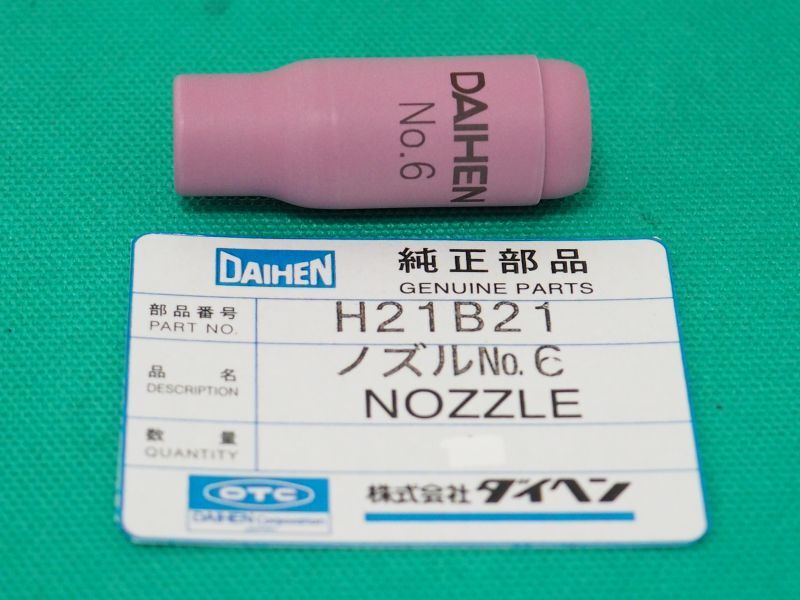 DAIHEN
No.6
DAIHEN 純正部品
GENUINE PARTS
部品番号 H21B21
PART NO.
品名 ノズルNo.6
DESCRIPTION NOZZLE
数量
QUANTITY
OTC 株式会社ダイヘン
DAIHEN Corporation